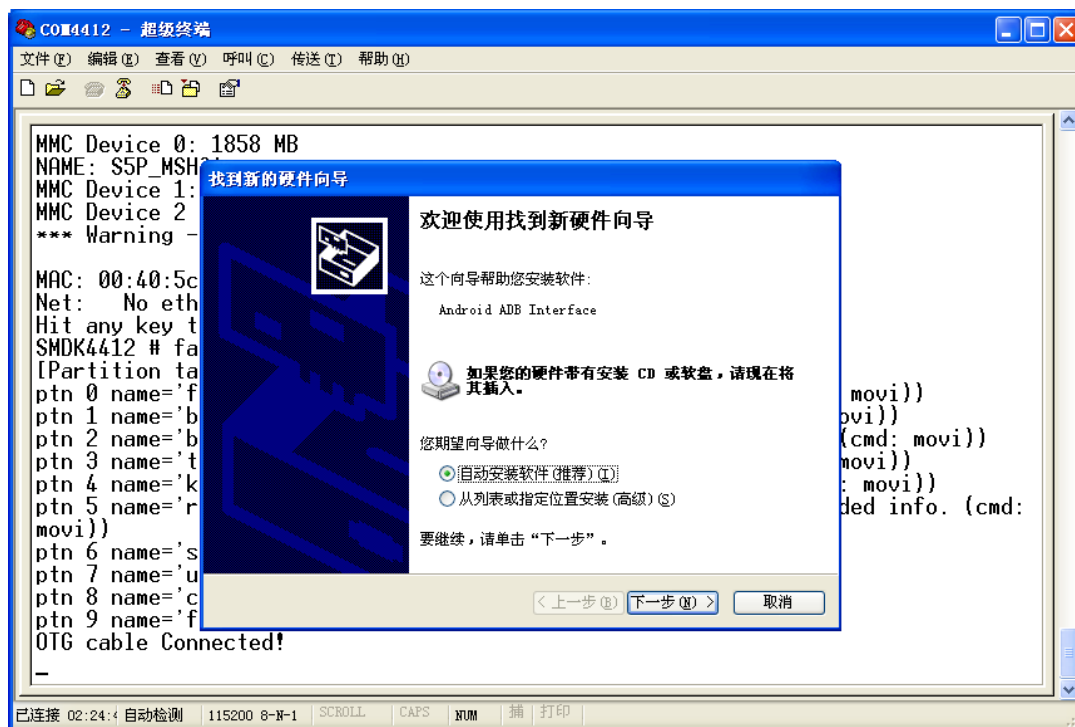 COM4412 - 超级终端
文件(F) 编辑(E) 查看(V) 呼叫(C) 传送(T) 帮助(H)
MMC Device 0: 1858 MB
NAME: S5P_MSH
MMC Device 1:
MMC Device 2
*** Warning -
MAC: 00:40:5c
Net: No eth
Hit any key t
SMDK4412 # fa
[Partition ta
ptn 0 name='f movi))
ptn 1 name='b ovi))
ptn 2 name='b (cmd: movi))
ptn 3 name='t movi))
ptn 4 name='k : movi))
ptn 5 name='r ded info. (cmd:
movi))
ptn 6 name='s
ptn 7 name='u
ptn 8 name='c
ptn 9 name='f
OTG cable Connected!
找到新的硬件向导
欢迎使用找到新硬件向导
这个向导帮助您安装软件:
Android ADB Interface
如果您的硬件带有安装 CD 或软盘，请现在将
其插入。
您期望向导做什么?
自动安装软件(推荐)(I)
从列表或指定位置安装(高级)(S)
要继续，请单击“下一步”。
< 上一步(B) 下一步(N) > 取消
已连接 02:24: 自动检测 115200 8-N-1 SCROLL CAPS NUM 捕 打印